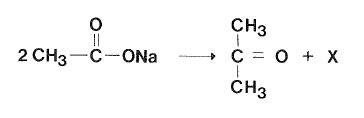 O
CH3
||
|
2 CH3—C—ONa ⟶ C = O + X
|
CH3